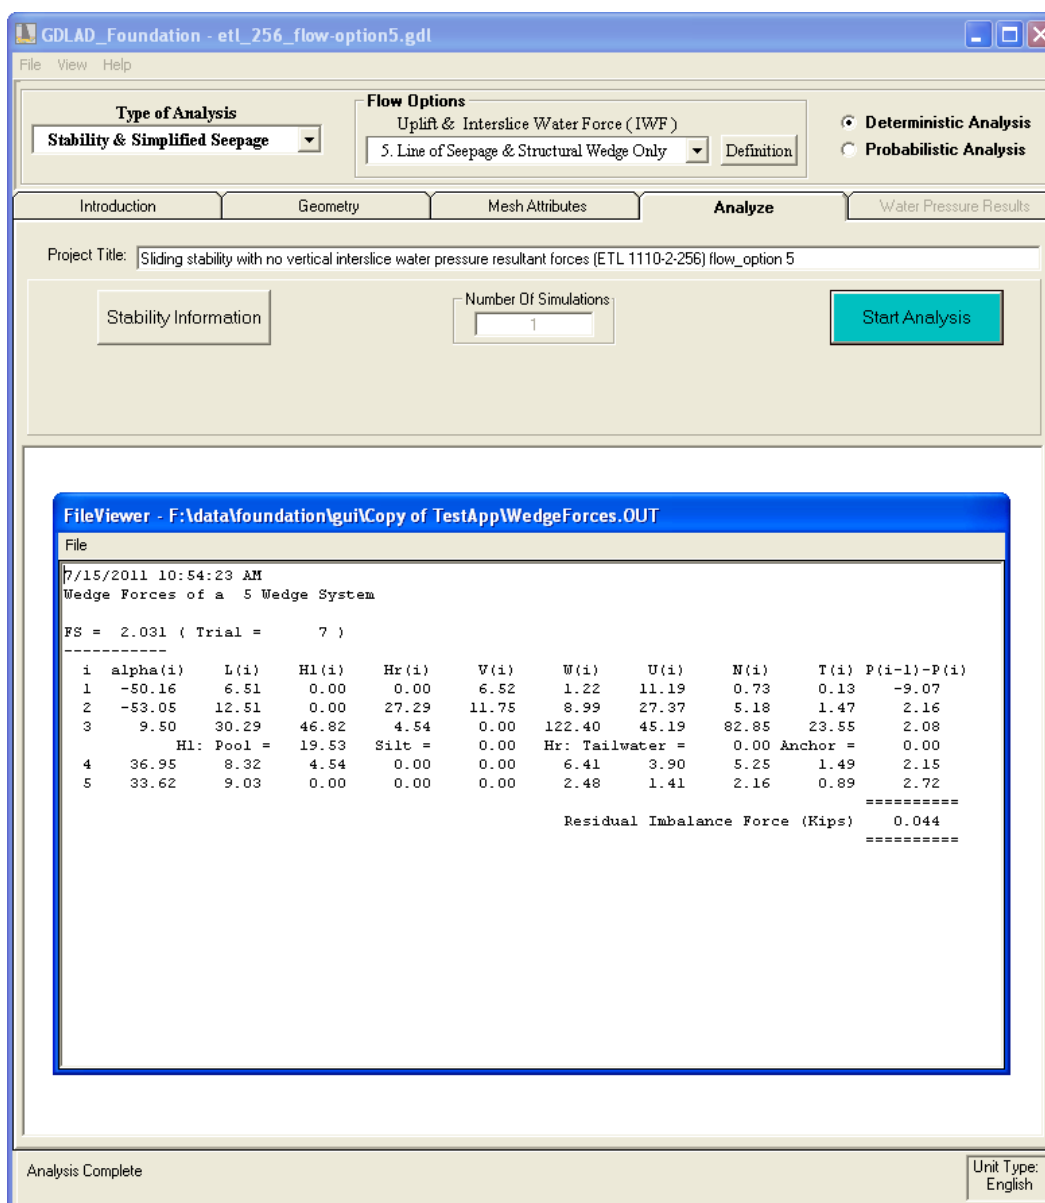 GDLAD_Foundation - etl_256_flow-option5.gdl
File View Help
Type of Analysis
Stability & Simplified Seepage
Flow Options
Uplift & Interslice Water Force ( IWF )
5. Line of Seepage & Structural Wedge Only
Definition
Deterministic Analysis
Probabilistic Analysis
Introduction Geometry Mesh Attributes Analyze Water Pressure Results
Project Title: Sliding stability with no vertical interslice water pressure resultant forces (ETL 1110-2-256) flow_option 5
Stability Information
Number Of Simulations
1
Start Analysis
FileViewer - F:\data\foundation\gui\Copy of TestApp\WedgeForces.OUT
File
7/15/2011 10:54:23 AM
Wedge Forces of a 5 Wedge System
FS = 2.031 ( Trial = 7 )
-----------
i alpha(i) L(i) Hl(i) Hr(i) V(i) W(i) U(i) N(i) T(i) P(i-1)-P(i)
1 -50.16 6.51 0.00 0.00 6.52 1.22 11.19 0.73 0.13 -9.07
2 -53.05 12.51 0.00 27.29 11.75 8.99 27.37 5.18 1.47 2.16
3 9.50 30.29 46.82 4.54 0.00 122.40 45.19 82.85 23.55 2.08
Hl: Pool = 19.53 Silt = 0.00 Hr: Tailwater = 0.00 Anchor = 0.00
4 36.95 8.32 4.54 0.00 0.00 6.41 3.90 5.25 1.49 2.15
5 33.62 9.03 0.00 0.00 0.00 2.48 1.41 2.16 0.89 2.72
==========
Residual Imbalance Force (Kips) 0.044
==========
Analysis Complete
Unit Type:
English